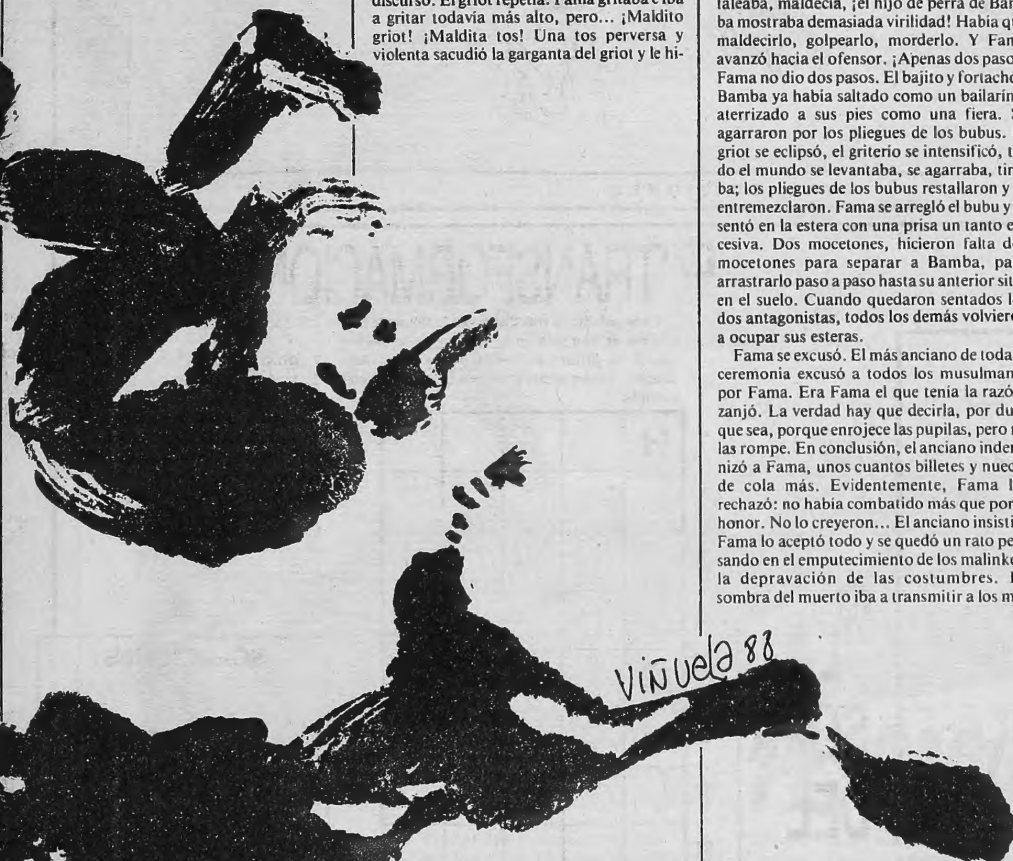 discurso. El griot repetía. Fama gritaba e iba
a gritar todavía más alto, pero... ¡Maldito
griot! ¡Maldita tos! Una tos perversa y
violenta sacudió la garganta del griot y le hi-
taleaba, maldecía, ¡el hijo de perra de Bam
ba mostraba demasiada virilidad! Había qu
maldecirlo, golpearlo, morderlo. Y Fam
avanzó hacia el ofensor. ¡Apenas dos paso
Fama no dio dos pasos. El bajito y fortacho
Bamba ya había saltado como un bailarín
aterrizado a sus pies como una fiera. S
agarraron por los pliegues de los bubus.
griot se eclipsó, el griterío se intensificó, t
do el mundo se levantaba, se agarraba, tir
ba; los pliegues de los bubus restallaron y
entremezclaron. Fama se arregló el bubu y
sentó en la estera con una prisa un tanto e
cesiva. Dos mocetones, hicieron falta do
mocetones para separar a Bamba, pa
arrastrarlo paso a paso hasta su anterior sit
en el suelo. Cuando quedaron sentados l
dos antagonistas, todos los demás volviero
a ocupar sus esteras.
Fama se excusó. El más anciano de toda
ceremonia excusó a todos los musulman
por Fama. Era Fama el que tenía la razó
zanjó. La verdad hay que decirla, por du
que sea, porque enrojece las pupilas, pero n
las rompe. En conclusión, el anciano indem
nizó a Fama, unos cuantos billetes y nuec
de cola más. Evidentemente, Fama l
rechazó: no había combatido más que por
honor. No lo creyeron... El anciano insisti
Fama lo aceptó todo y se quedó un rato pe
sando en el emputecimiento de los malinke
la depravación de las costumbres. L
sombra del muerto iba a transmitir a los m
VIÑUELA 88